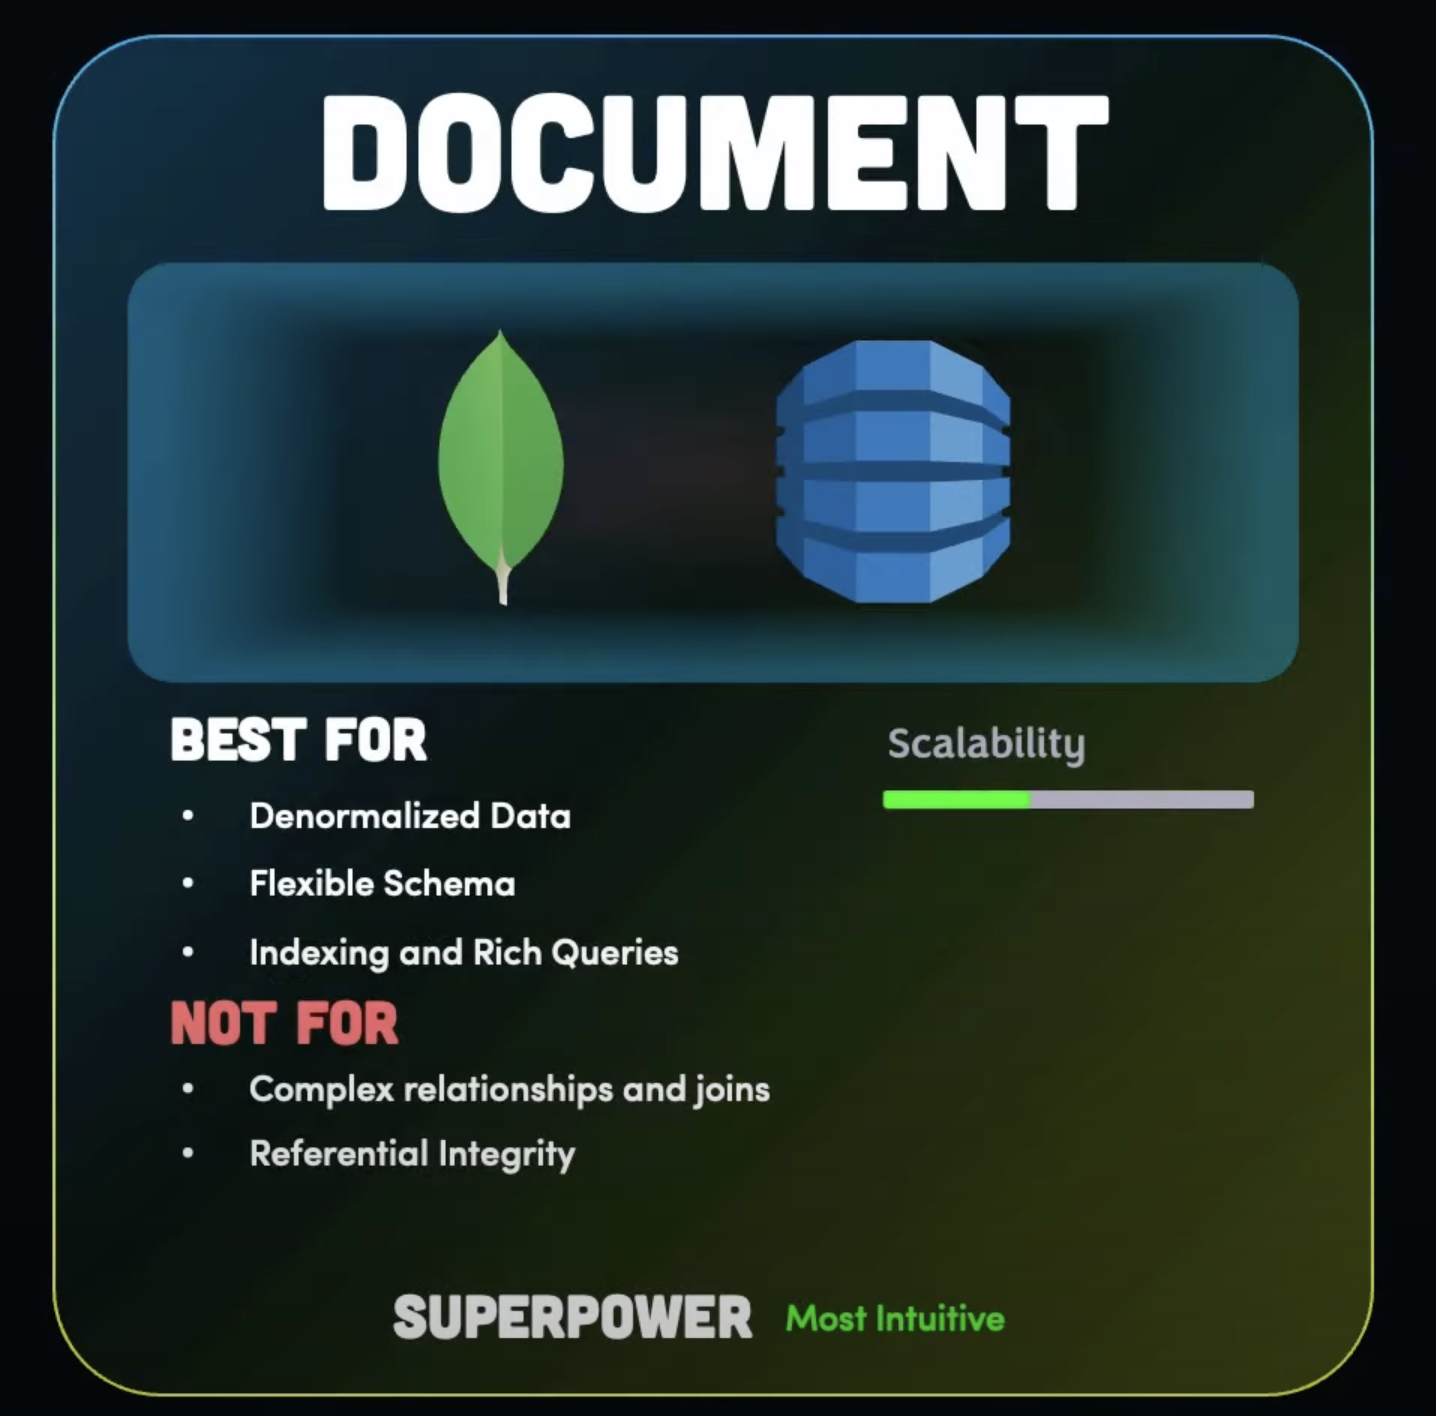 DOCUMENT
BEST FOR
• Denormalized Data
• Flexible Schema
• Indexing and Rich Queries
NOT FOR
• Complex relationships and joins
• Referential Integrity
Scalability
SUPERPOWER Most Intuitive